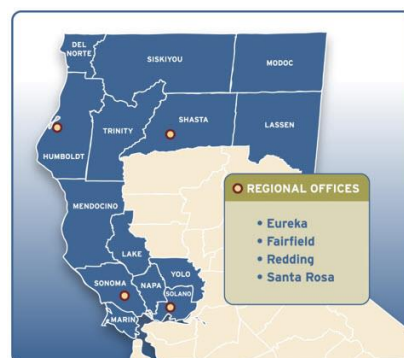 DEL
NORTE
SISKIYOU
MODOC
TRINITY
SHASTA
LASSEN
HUMBOLDT
MENDOCINO
LAKE
SONOMA
NAPA
YOLO
SOLANO
MARIN
REGIONAL OFFICES
• Eureka
• Fairfield
• Redding
• Santa Rosa